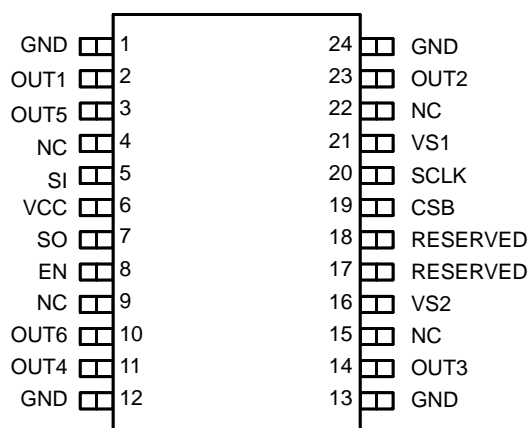 GND 1 24 GND
OUT1 2 23 OUT2
OUT5 3 22 NC
NC 4 21 VS1
SI 5 20 SCLK
VCC 6 19 CSB
SO 7 18 RESERVED
EN 8 17 RESERVED
NC 9 16 VS2
OUT6 10 15 NC
OUT4 11 14 OUT3
GND 12 13 GND